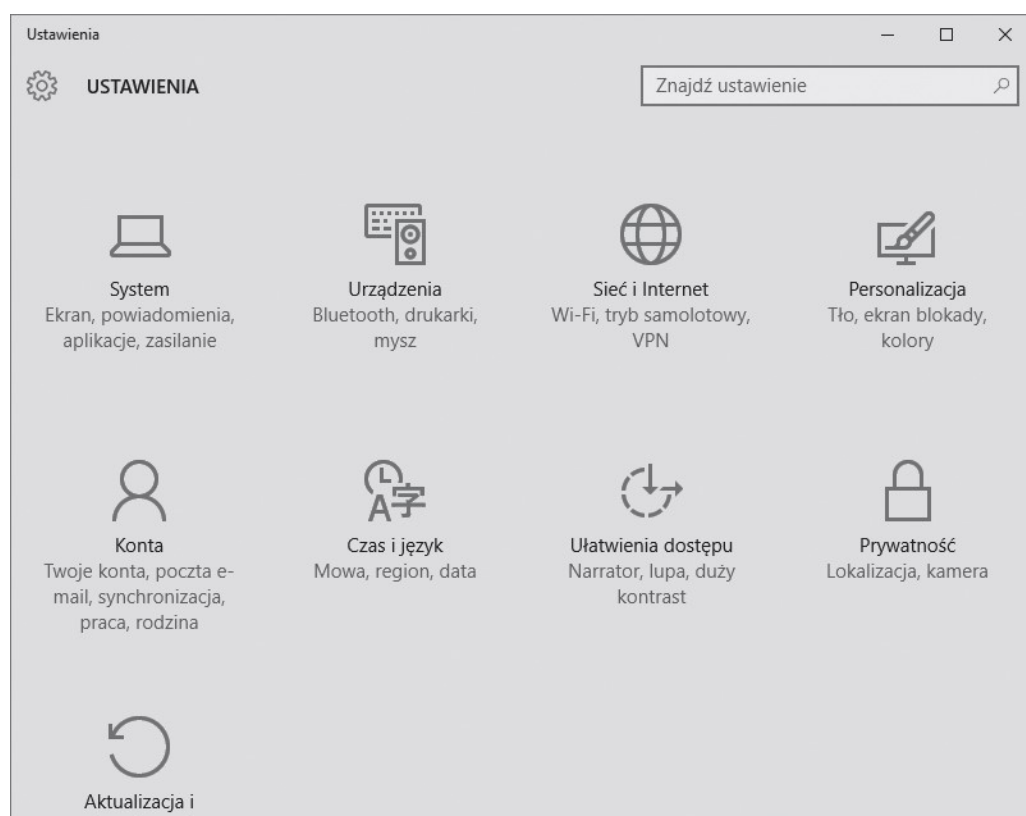 Ustawienia
USTAWIENIA
Znajdź ustawienie
System
Ekran, powiadomienia,
aplikacje, zasilanie
Urządzenia
Bluetooth, drukarki,
mysz
Sieć i Internet
Wi-Fi, tryb samolotowy,
VPN
Personalizacja
Tło, ekran blokady,
kolory
Konta
Twoje konta, poczta e-
mail, synchronizacja,
praca, rodzina
A字
Czas i język
Mowa, region, data
Ułatwienia dostępu
Narrator, lupa, duży
kontrast
Prywatność
Lokalizacja, kamera
Aktualizacja i